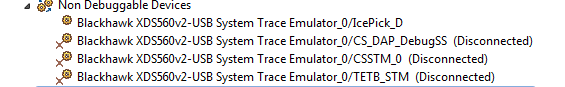 Non Debuggable Devices
Blackhawk XDS560v2-USB System Trace Emulator_0/IcePick_D
Blackhawk XDS560v2-USB System Trace Emulator_0/CS_DAP_DebugSS (Disconnected)
Blackhawk XDS560v2-USB System Trace Emulator_0/CSSTM_0 (Disconnected)
Blackhawk XDS560v2-USB System Trace Emulator_0/TETB_STM (Disconnected)